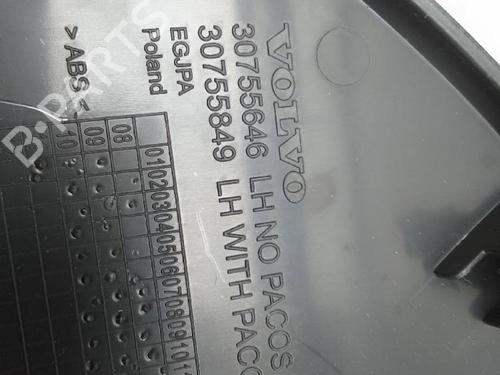 VOLVO
30755646 LH NO PACOS
30755849 LH WITH PACO
EGJPA
Poland
> ABS <
08
09
10
01 02 03 04 05 06 07 08 09 10 11
B-PARTS